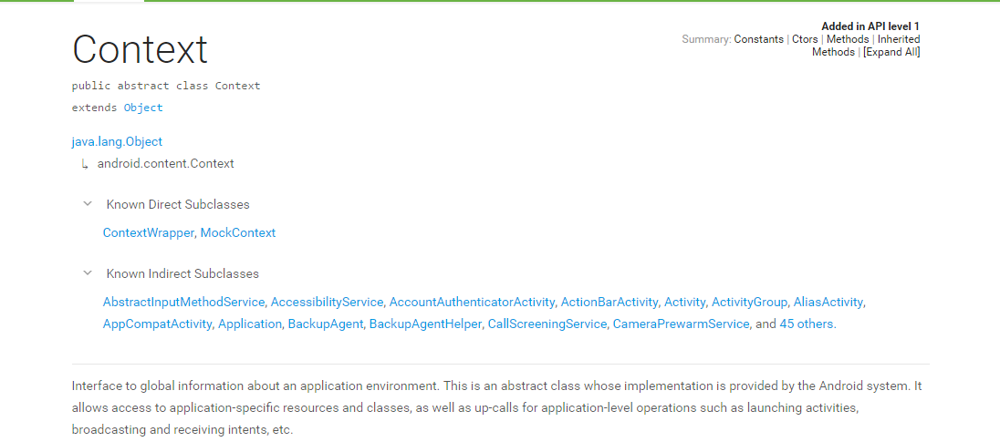 Context
Added in API level 1
Summary: Constants | Ctors | Methods | Inherited
Methods | [Expand All]
public abstract class Context
extends Object
java.lang.Object
↳ android.content.Context
Known Direct Subclasses
ContextWrapper, MockContext
Known Indirect Subclasses
AbstractInputMethodService, AccessibilityService, AccountAuthenticatorActivity, ActionBarActivity, Activity, ActivityGroup, AliasActivity,
AppCompatActivity, Application, BackupAgent, BackupAgentHelper, CallScreeningService, CameraPrewarmService, and 45 others.
Interface to global information about an application environment. This is an abstract class whose implementation is provided by the Android system. It
allows access to application-specific resources and classes, as well as up-calls for application-level operations such as launching activities,
broadcasting and receiving intents, etc.